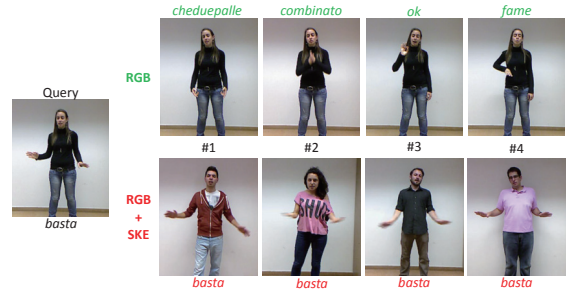 cheduepalle combinato ok fame
RGB
Query
#1 #2 #3 #4
RGB
+
SKE
basta
basta basta basta basta